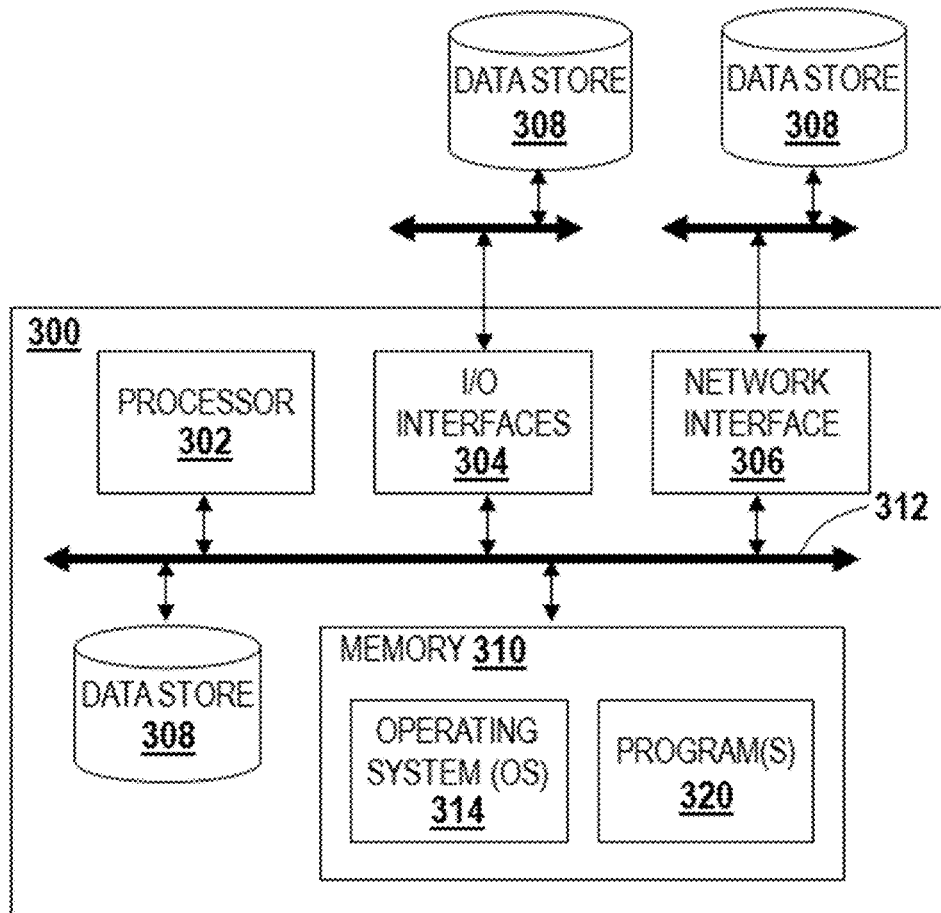 DATA STORE
308
DATA STORE
308
300
PROCESSOR
302
I/O
INTERFACES
304
NETWORK
INTERFACE
306
312
DATA STORE
308
MEMORY 310
OPERATING
SYSTEM (OS)
314
PROGRAM(S)
320